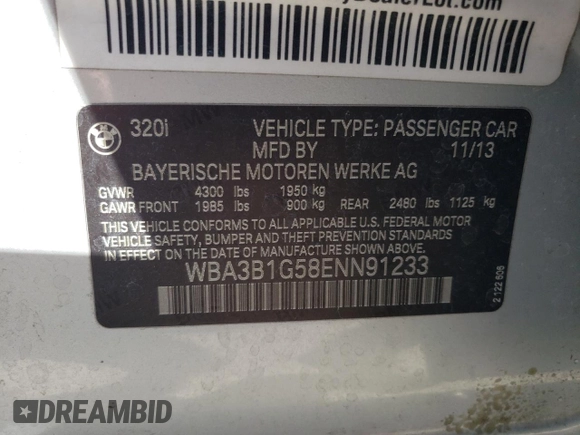 BMW
320i VEHICLE TYPE: PASSENGER CAR
MFD BY 11/13
BAYERISCHE MOTOREN WERKE AG
GVWR 4300 lbs 1950 kg
GAWR FRONT 1985 lbs 900 kg REAR 2480 lbs 1125 kg
THIS VEHICLE CONFORMS TO ALL APPLICABLE U.S. FEDERAL MOTOR
VEHICLE SAFETY, BUMPER AND THEFT PREVENTION STANDARDS IN
EFFECT ON THE DATE OF MANUFACTURE SHOWN ABOVE.
WBA3B1G58ENN91233
2 122 606
DREAMBID